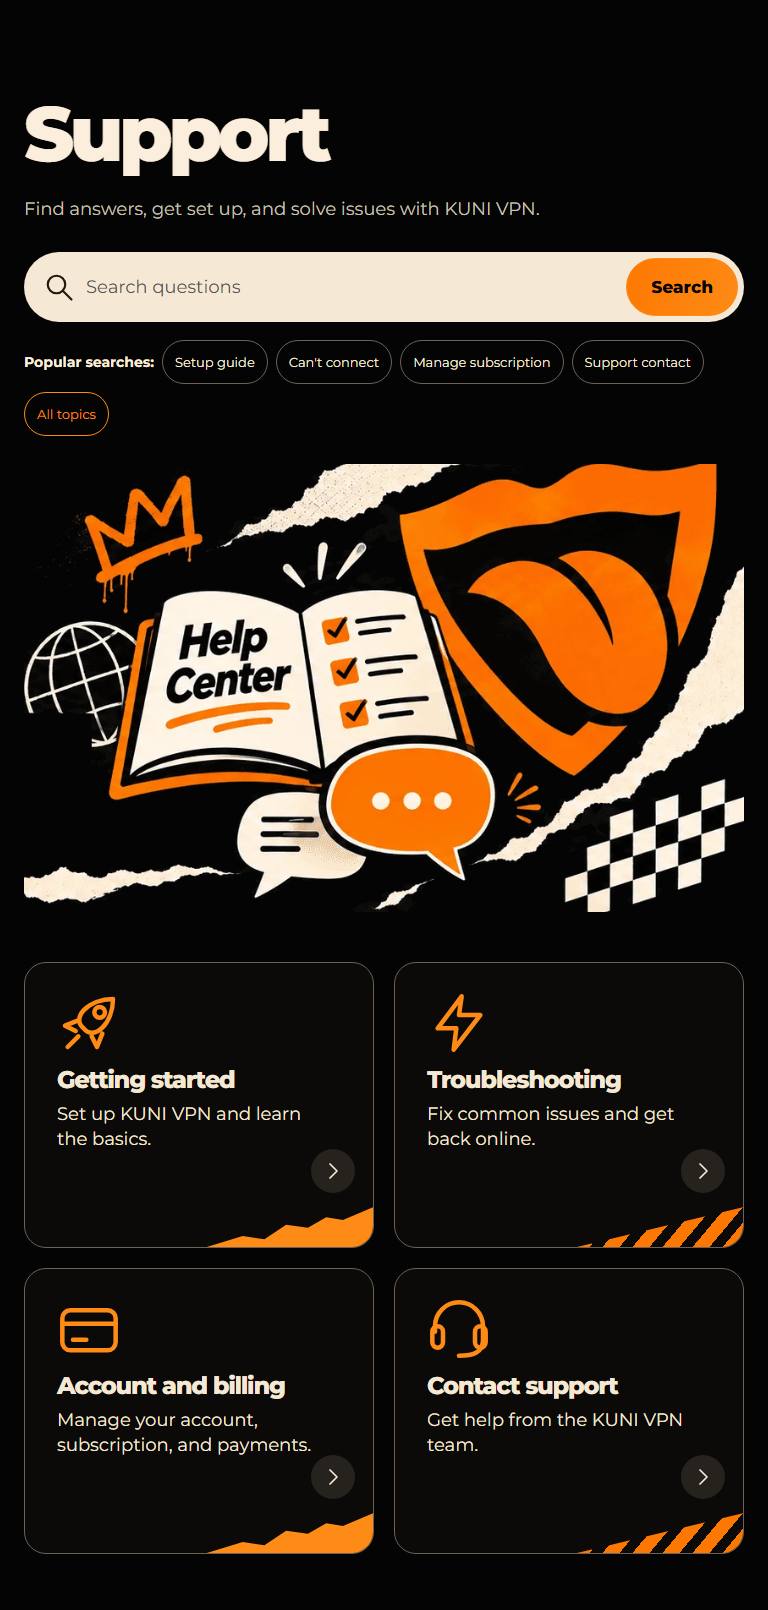 Support
Find answers, get set up, and solve issues with KUNI VPN.
Search questions
Search
Popular searches:
Setup guide
Can't connect
Manage subscription
Support contact
All topics
Help
Center
Getting started
Set up KUNI VPN and learn
the basics.
Troubleshooting
Fix common issues and get
back online.
Account and billing
Manage your account,
subscription, and payments.
Contact support
Get help from the KUNI VPN
team.